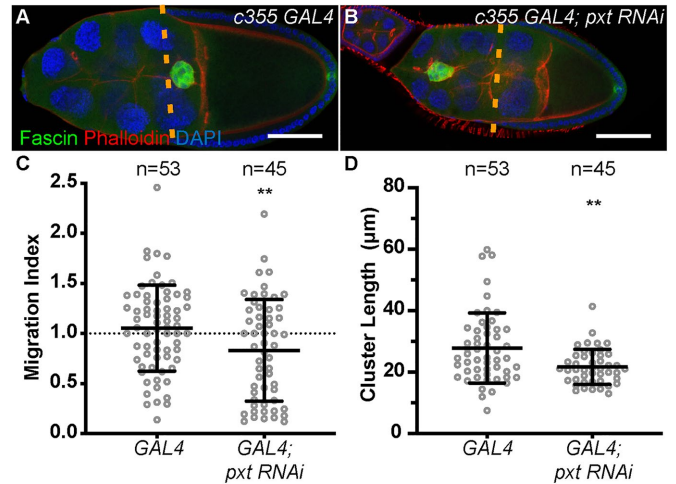 A c355 GAL4
B c355 GAL4; pxt RNAi
Fascin Phalloidin DAPI
C
n=53 n=45
**
2.5
2.0
1.5
1.0
0.5
0.0
Migration Index
GAL4
GAL4;
pxt RNAi
D
n=53 n=45
**
80
60
40
20
0
Cluster Length (µm)
GAL4
GAL4;
pxt RNAi